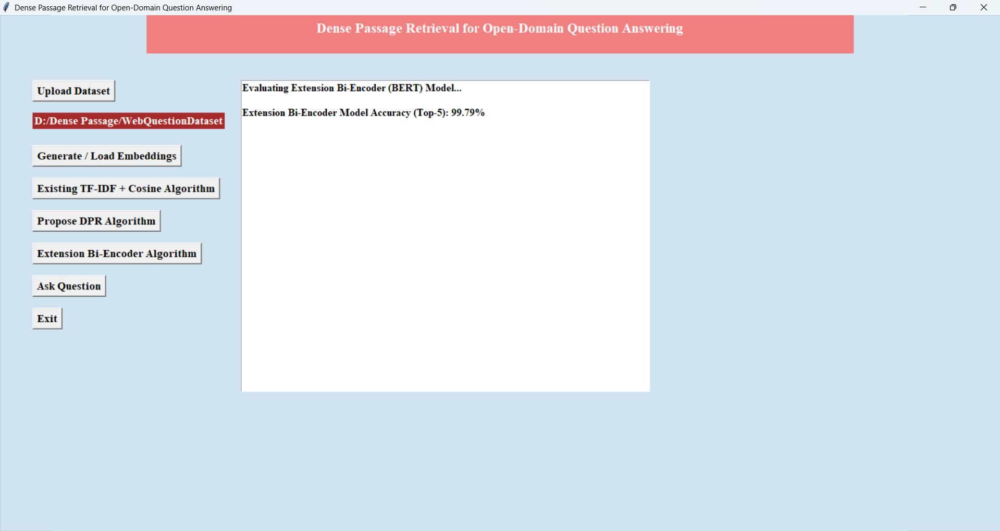 Dense Passage Retrieval for Open-Domain Question Answering
Dense Passage Retrieval for Open-Domain Question Answering
Upload Dataset
D:/Dense Passage/WebQuestionDataset
Generate / Load Embeddings
Existing TF-IDF + Cosine Algorithm
Propose DPR Algorithm
Extension Bi-Encoder Algorithm
Ask Question
Exit
Evaluating Extension Bi-Encoder (BERT) Model...
Extension Bi-Encoder Model Accuracy (Top-5): 99.79%